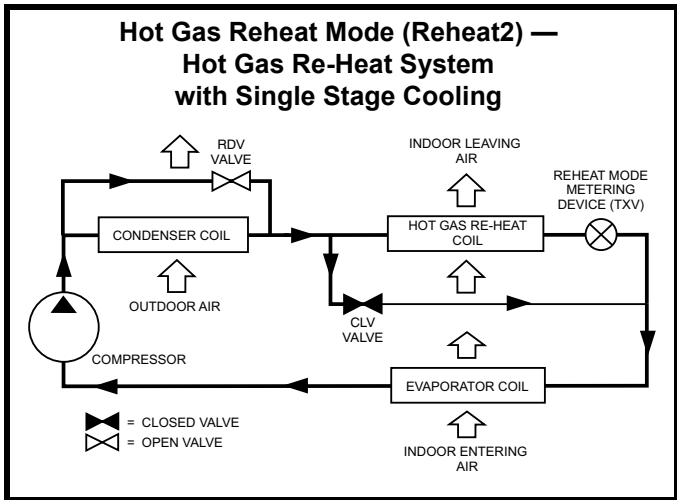 Hot Gas Reheat Mode (Reheat2) —
Hot Gas Re-Heat System
with Single Stage Cooling
RDV
VALVE
INDOOR LEAVING
AIR
REHEAT MODE
METERING
DEVICE (TXV)
CONDENSER COIL
HOT GAS RE-HEAT
COIL
OUTDOOR AIR
CLV
VALVE
COMPRESSOR
EVAPORATOR COIL
= CLOSED VALVE
= OPEN VALVE
INDOOR ENTERING
AIR